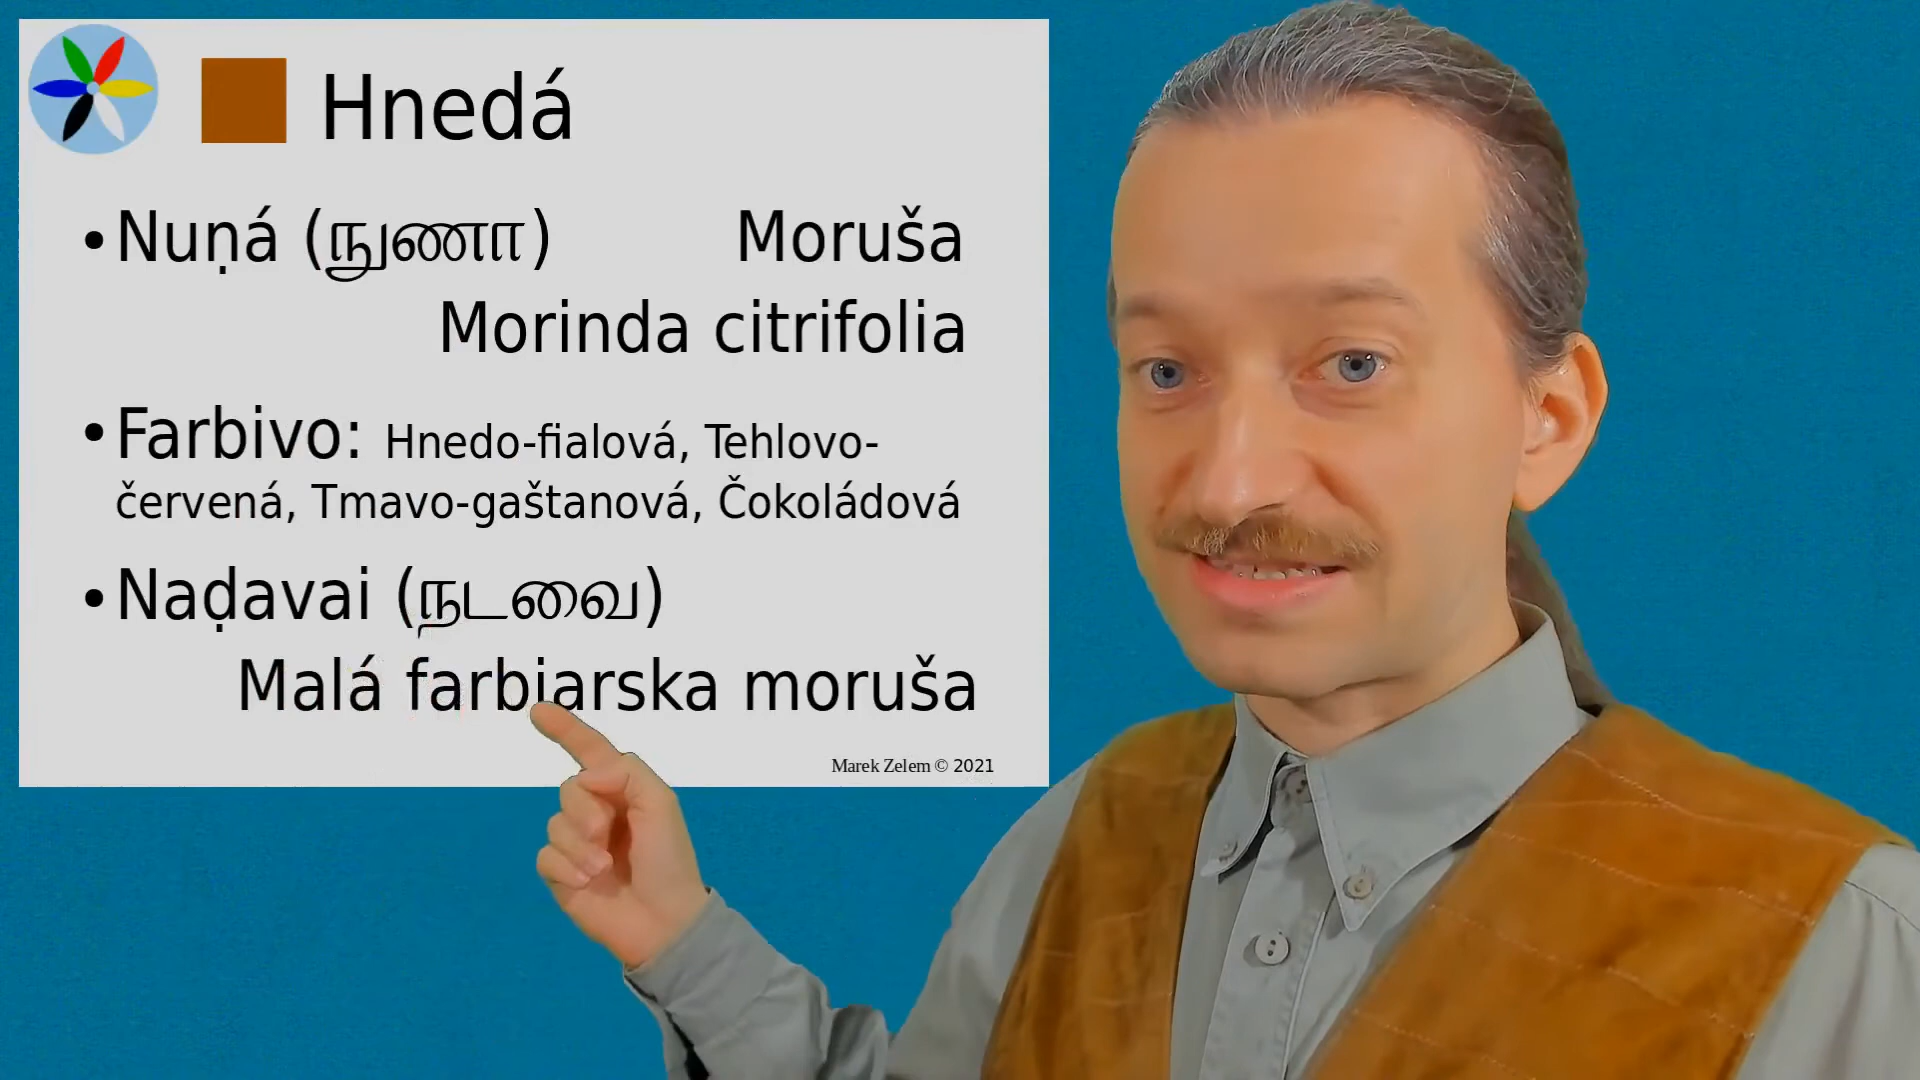 Hnedá
• Nuṇá (நுணா) Moruša
Morinda citrifolia
• Farbivo: Hnedo-fialová, Tehlovo-
červená, Tmavo-gaštanová, Čokoládová
• Naḍavai (நடவை)
Malá farbiarska moruša
Marek Zelem © 2021